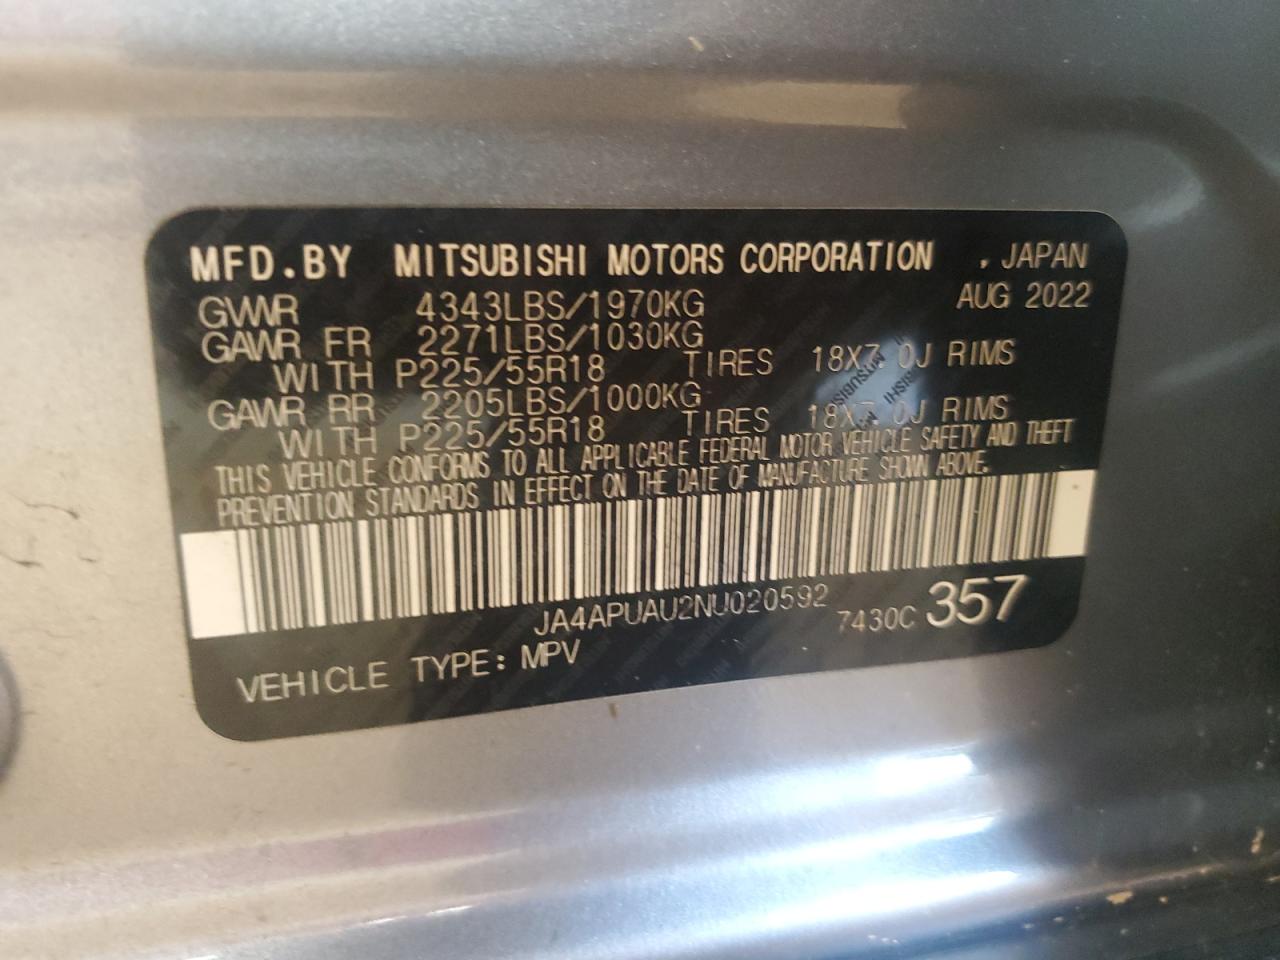 MFD.BY MITSUBISHI MOTORS CORPORATION , JAPAN
GVWR 4343LBS/1970KG AUG 2022
GAWR FR 2271LBS/1030KG
WITH P225/55R18 TIRES 18X7.0J RIMS
GAWR RR 2205LBS/1000KG
WITH P225/55R18 TIRES 18X7.0J RIMS
THIS VEHICLE CONFORMS TO ALL APPLICABLE FEDERAL MOTOR VEHICLE SAFETY AND THEFT
PREVENTION STANDARDS IN EFFECT ON THE DATE OF MANUFACTURE SHOWN ABOVE.
JA4APUAU2NU020592 7430C 357
VEHICLE TYPE: MPV